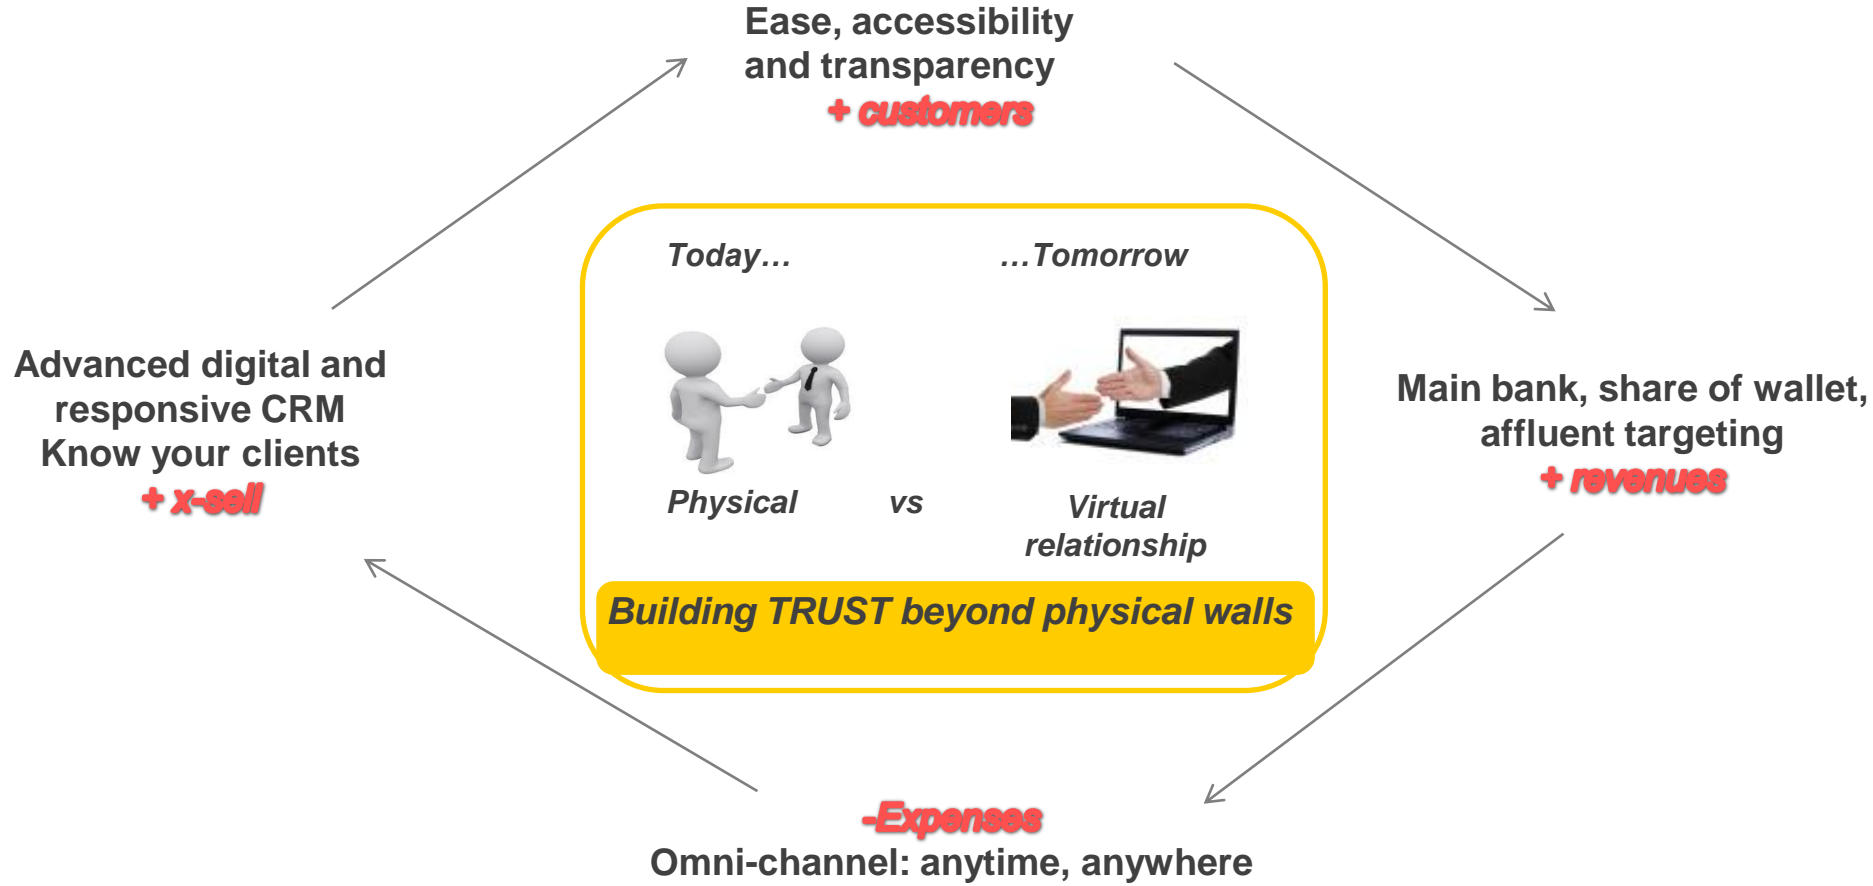 Ease, accessibility
and transparency
+ customers
Today…
…Tomorrow
Advanced digital and
responsive CRM
Know your clients
+ x-sell
Main bank, share of wallet,
affluent targeting
+ revenues
Physical
vs
Virtual
relationship
Building TRUST beyond physical walls
-Expenses
Omni-channel: anytime, anywhere